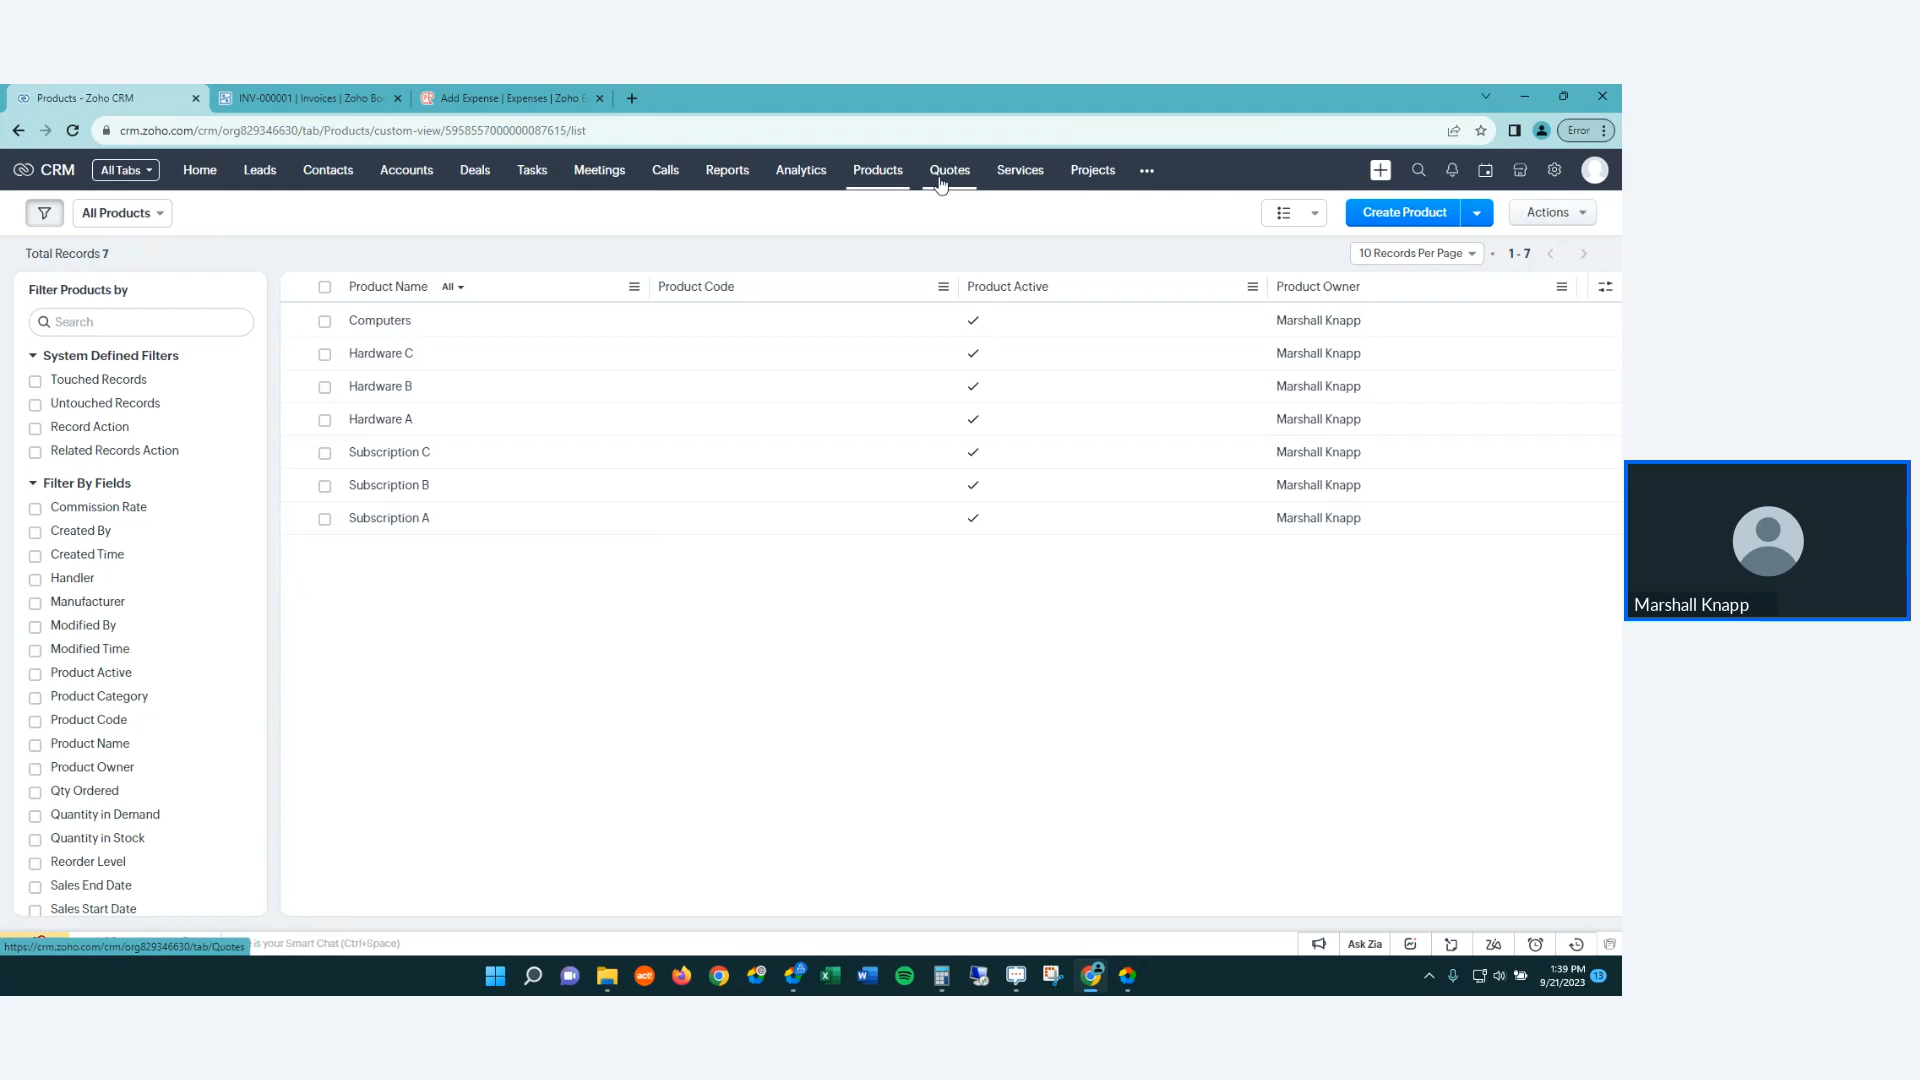 Products - Zoho CRM
INV-000001 | Invoices | Zoho Bo
Add Expense | Expenses | Zoho E
crm.zoho.com/crm/org829346630/tab/Products/custom-view/5958557000000087615/list
Error
CRM
All Tabs
Home
Leads
Contacts
Accounts
Deals
Tasks
Meetings
Calls
Reports
Analytics
Products
Quotes
Services
Projects
All Products
Create Product
Actions
Total Records 7
10 Records Per Page
1 - 7
Filter Products by
Search
System Defined Filters
Touched Records
Untouched Records
Record Action
Related Records Action
Filter By Fields
Commission Rate
Created By
Created Time
Handler
Manufacturer
Modified By
Modified Time
Product Active
Product Category
Product Code
Product Name
Product Owner
Qty Ordered
Quantity in Demand
Quantity in Stock
Reorder Level
Sales End Date
Sales Start Date
Product Name All Product Code Product Active Product Owner
Computers Marshall Knapp
Hardware C Marshall Knapp
Hardware B Marshall Knapp
Hardware A Marshall Knapp
Subscription C Marshall Knapp
Subscription B Marshall Knapp
Subscription A Marshall Knapp
Marshall Knapp
https://crm.zoho.com/crm/org829346630/tab/Quotes
is your Smart Chat (Ctrl+Space)
Ask Zia
act!
1:39 PM
9/21/2023
13